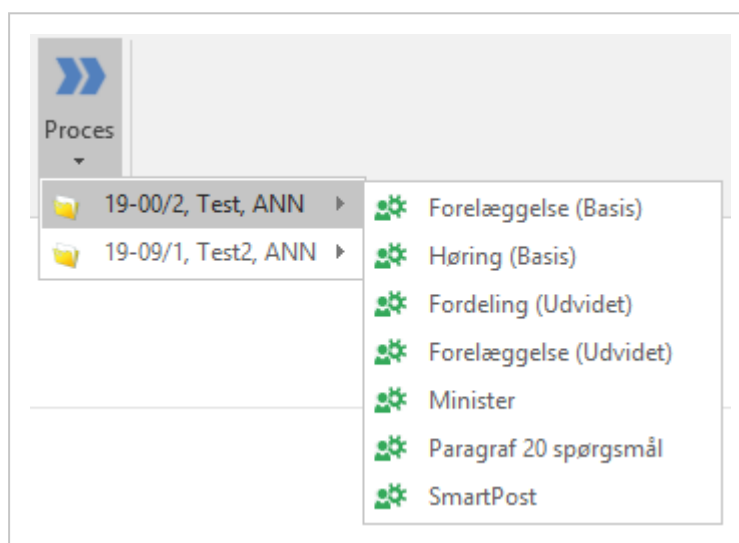 Proces
19-00/2, Test, ANN
19-09/1, Test2, ANN
Forelæggelse (Basis)
Høring (Basis)
Fordeling (Udvidet)
Forelæggelse (Udvidet)
Minister
Paragraf 20 spørgsmål
SmartPost